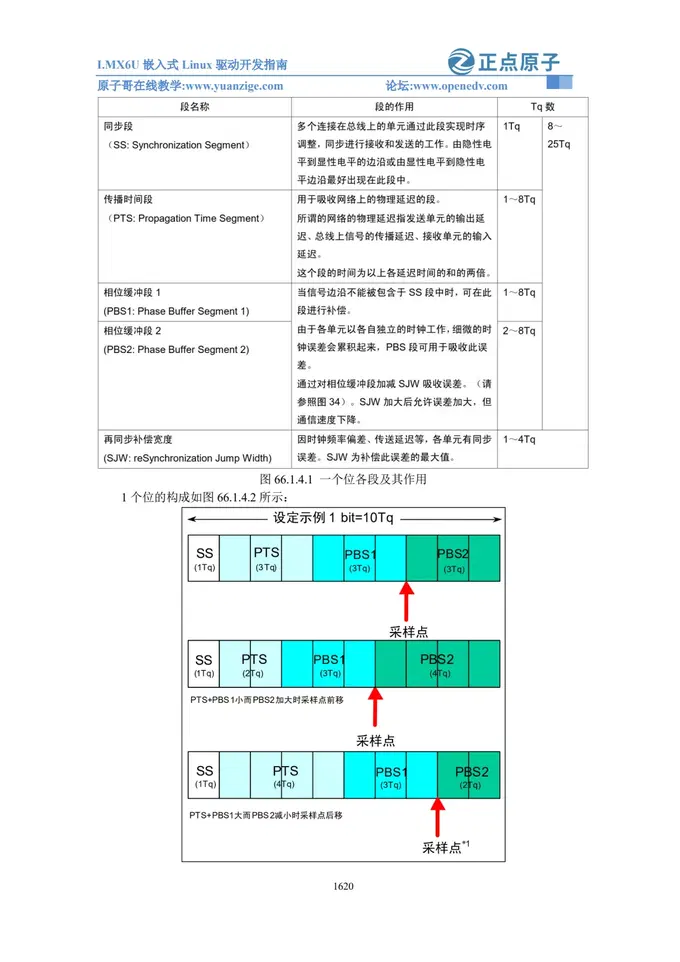 I.MX6U 嵌入式 Linux 驱动开发指南
正点原子
原子哥在线教学:www.yuanzige.com 论坛:www.openedv.com
段名称 段的作用 Tq 数
同步段
（SS: Synchronization Segment）
多个连接在总线上的单元通过此段实现时序
调整，同步进行接收和发送的工作。由隐性电
平到显性电平的边沿或由显性电平到隐性电
平边沿最好出现在此段中。
1Tq
8～
25Tq
传播时间段
（PTS: Propagation Time Segment）
用于吸收网络上的物理延迟的段。
所谓的网络的物理延迟指发送单元的输出延
迟、总线上信号的传播延迟、接收单元的输入
延迟。
这个段的时间为以上各延迟时间的和的两倍。
1～8Tq
相位缓冲段 1
(PBS1: Phase Buffer Segment 1)
当信号边沿不能被包含于 SS 段中时，可在此
段进行补偿。
1～8Tq
相位缓冲段 2
(PBS2: Phase Buffer Segment 2)
由于各单元以各自独立的时钟工作，细微的时
钟误差会累积起来，PBS 段可用于吸收此误
差。
通过对相位缓冲段加减 SJW 吸收误差。（请
参照图 34）。SJW 加大后允许误差加大，但
通信速度下降。
2～8Tq
再同步补偿宽度
(SJW: reSynchronization Jump Width)
因时钟频率偏差、传送延迟等，各单元有同步
误差。SJW 为补偿此误差的最大值。
1～4Tq
图 66.1.4.1 一个位各段及其作用
1 个位的构成如图 66.1.4.2 所示：
设定示例 1 bit=10Tq
SS PTS PBS1 PBS2
(1Tq) (3Tq) (3Tq) (3Tq)
采样点
SS PTS PBS1 PBS2
(1Tq) (2Tq) (3Tq) (4Tq)
PTS+PBS1小而PBS2加大时采样点前移
采样点
SS PTS PBS1 PBS2
(1Tq) (4Tq) (3Tq) (2Tq)
PTS+PBS1大而PBS2减小时采样点后移
采样点*1
1620